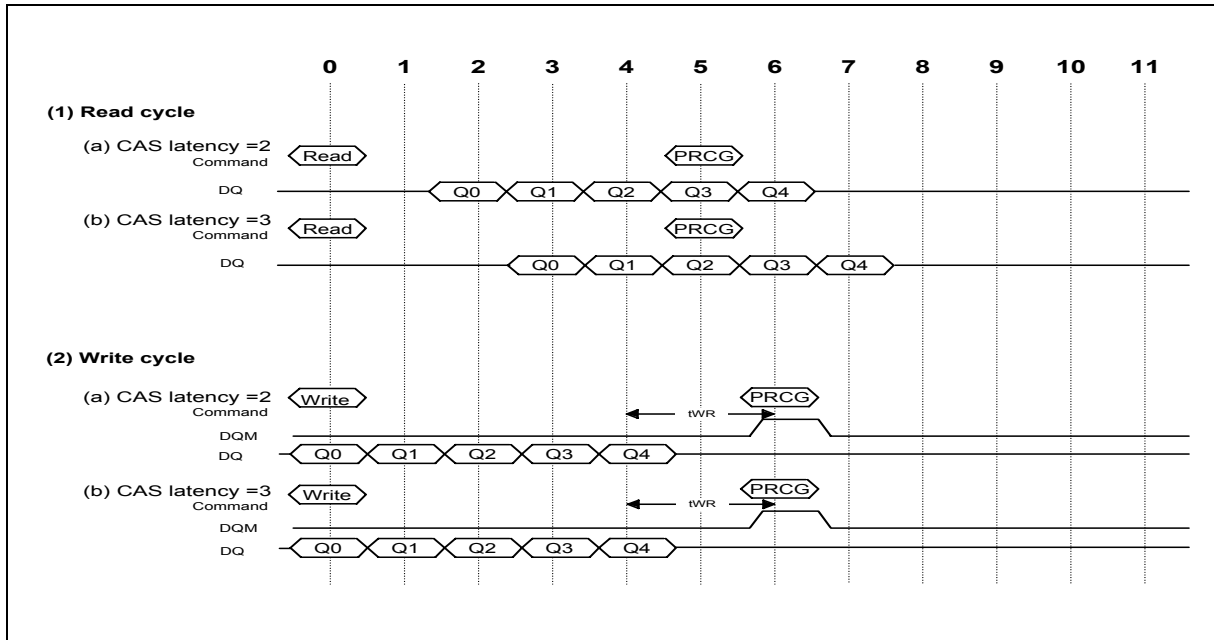 0 1 2 3 4 5 6 7 8 9 10 11
(1) Read cycle
(a) CAS latency =2
Command Read PRCG
DQ Q0 Q1 Q2 Q3 Q4
(b) CAS latency =3
Command Read PRCG
DQ Q0 Q1 Q2 Q3 Q4
(2) Write cycle
(a) CAS latency =2
Command Write tWR PRCG
DQM
DQ Q0 Q1 Q2 Q3 Q4
(b) CAS latency =3
Command Write tWR PRCG
DQM
DQ Q0 Q1 Q2 Q3 Q4